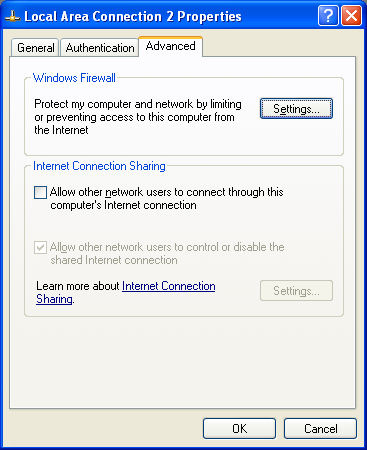 Local Area Connection 2 Properties
General Authentication Advanced
Windows Firewall
Protect my computer and network by limiting
or preventing access to this computer from
the Internet
Settings...
Internet Connection Sharing
Allow other network users to connect through this
computer's Internet connection
Allow other network users to control or disable the
shared Internet connection
Learn more about Internet Connection
Sharing.
Settings...
OK Cancel